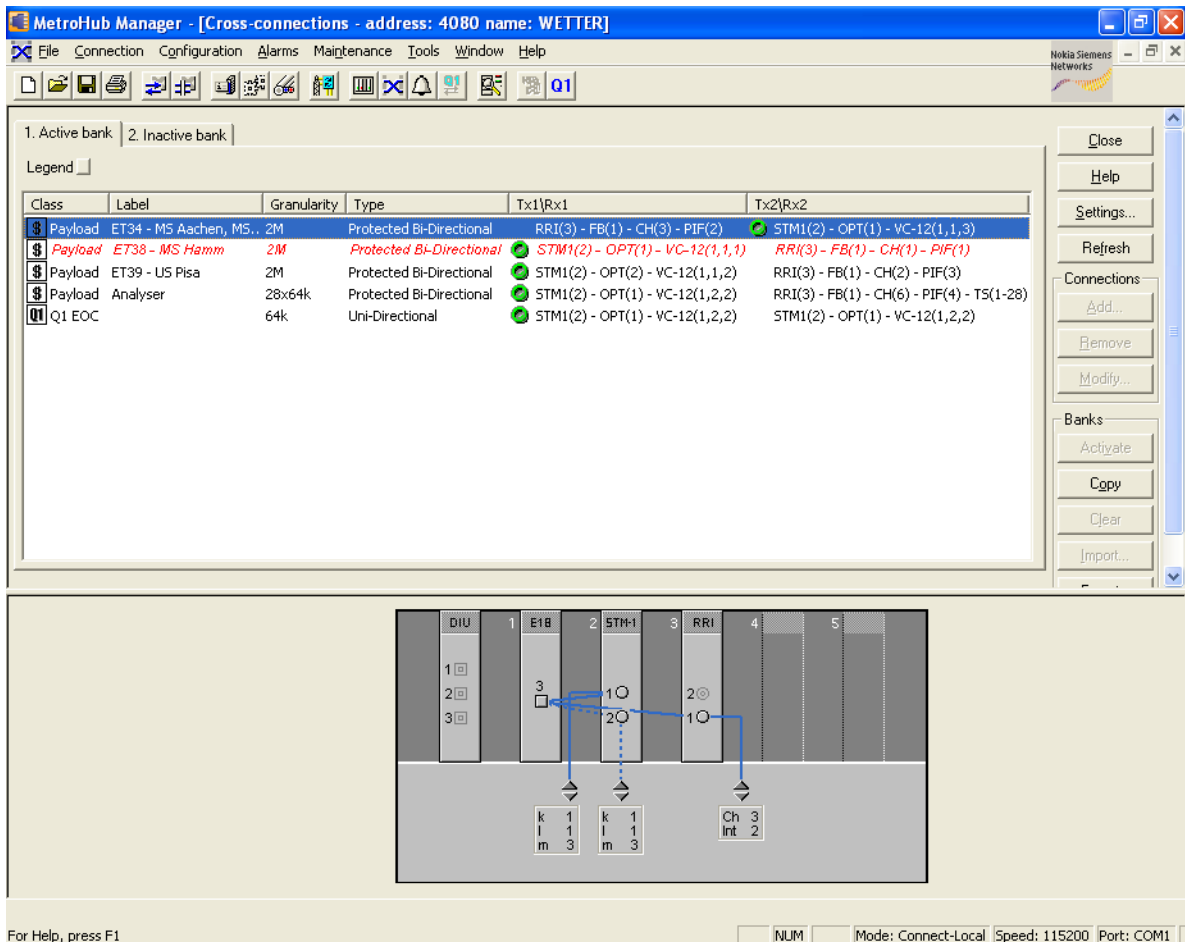 MetroHub Manager - [Cross-connections - address: 4080 name: WETTER]
File Connection Configuration Alarms Maintenance Tools Window Help
Nokia Siemens
Networks
Q1
Q1
1. Active bank 2. Inactive bank
Legend
Class Label Granularity Type Tx1\Rx1 Tx2\Rx2
$ Payload ET34 - MS Aachen, MS.. 2M Protected Bi-Directional RRI(3) - FB(1) - CH(3) - PIF(2) STM1(2) - OPT(1) - VC-12(1,1,3)
$ Payload ET38 - MS Hamm 2M Protected Bi-Directional STM1(2) - OPT(1) - VC-12(1,1,1) RRI(3) - FB(1) - CH(1) - PIF(1)
$ Payload ET39 - US Pisa 2M Protected Bi-Directional STM1(2) - OPT(2) - VC-12(1,1,2) RRI(3) - FB(1) - CH(2) - PIF(3)
$ Payload Analyser 28x64k Protected Bi-Directional STM1(2) - OPT(1) - VC-12(1,2,2) RRI(3) - FB(1) - CH(6) - PIF(4) - TS(1-28)
Q1 Q1 EOC 64k Uni-Directional STM1(2) - OPT(1) - VC-12(1,2,2) STM1(2) - OPT(1) - VC-12(1,2,2)
Close
Help
Settings...
Refresh
Connections
Add...
Remove
Modify...
Banks
Activate
Copy
Clear
Import...
DIU 1 E1B 2 STM-1 3 RRI 4 5
1
2 3 1 2
3 2 1
k 1 k 1 Ch 3
l 1 l 1 Int 2
m 3 m 3
For Help, press F1 NUM Mode: Connect-Local Speed: 115200 Port: COM1